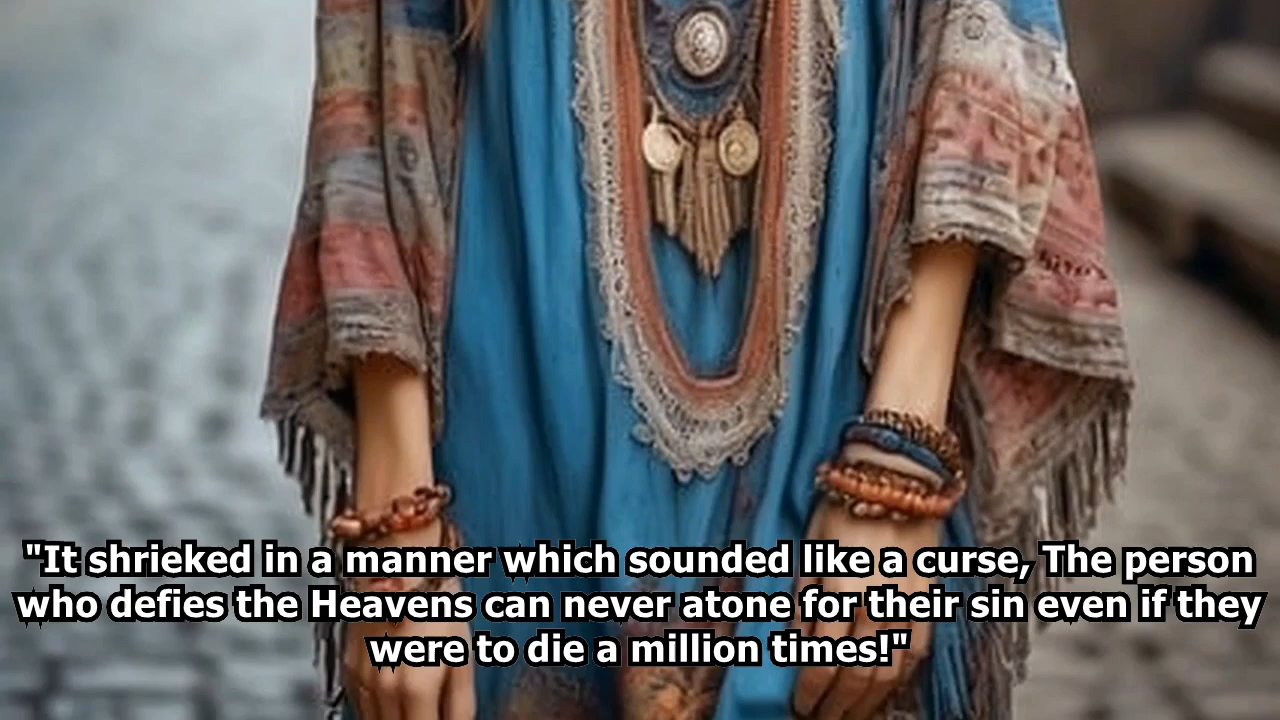 "It shrieked in a manner which sounded like a curse, The person
who defies the Heavens can never atone for their sin even if they
were to die a million times!"